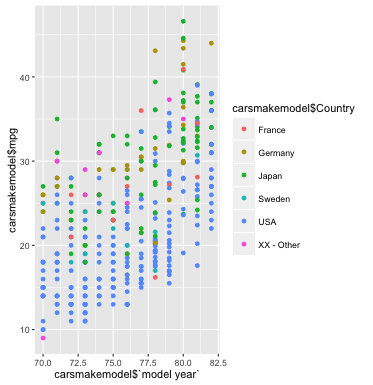 carsmakemodel$mpg
40
30
20
10
70.0 72.5 75.0 77.5 80.0 82.5
carsmakemodel$`model year`
carsmakemodel$Country
France
Germany
Japan
Sweden
USA
XX - Other